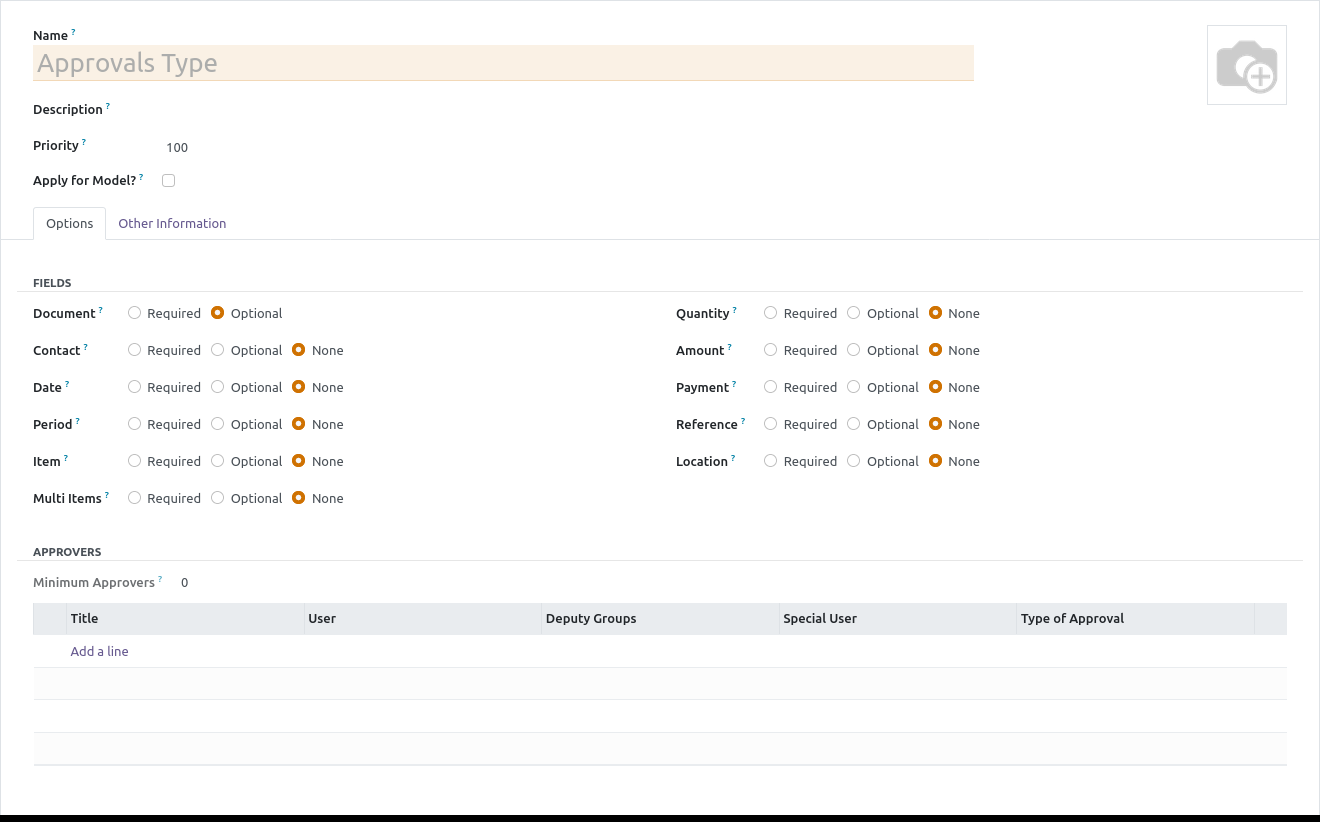 Name ?
Approvals Type
Description ?
Priority ? 100
Apply for Model? ?
Options Other Information
FIELDS
Document ? Required Optional Quantity ? Required Optional None
Contact ? Required Optional None Amount ? Required Optional None
Date ? Required Optional None Payment ? Required Optional None
Period ? Required Optional None Reference ? Required Optional None
Item ? Required Optional None Location ? Required Optional None
Multi Items ? Required Optional None
APPROVERS
Minimum Approvers ? 0
Title User Deputy Groups Special User Type of Approval
Add a line